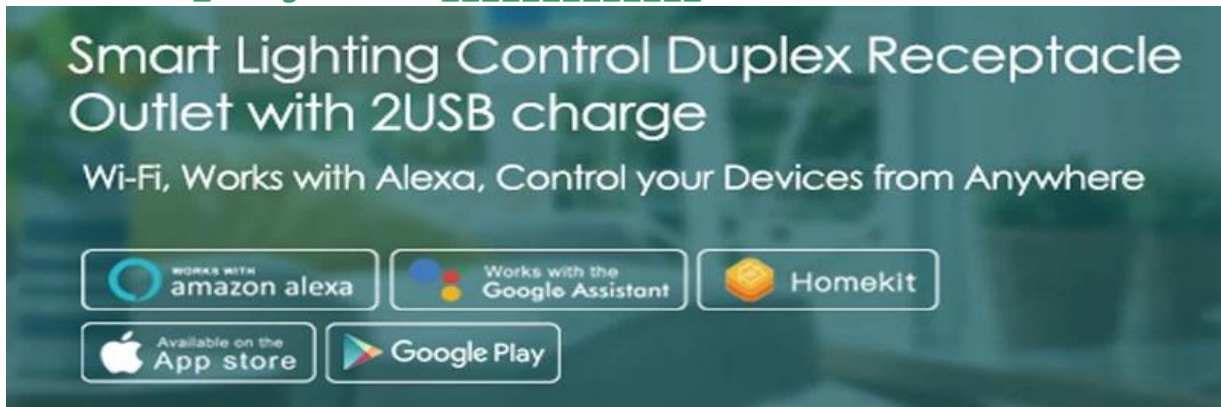 Smart Lighting Control Duplex Receptacle
Outlet with 2USB charge
Wi-Fi, Works with Alexa, Control your Devices from Anywhere
WORKS WITH
amazon alexa
Works with the
Google Assistant
Homekit
Available on the
App store
Google Play